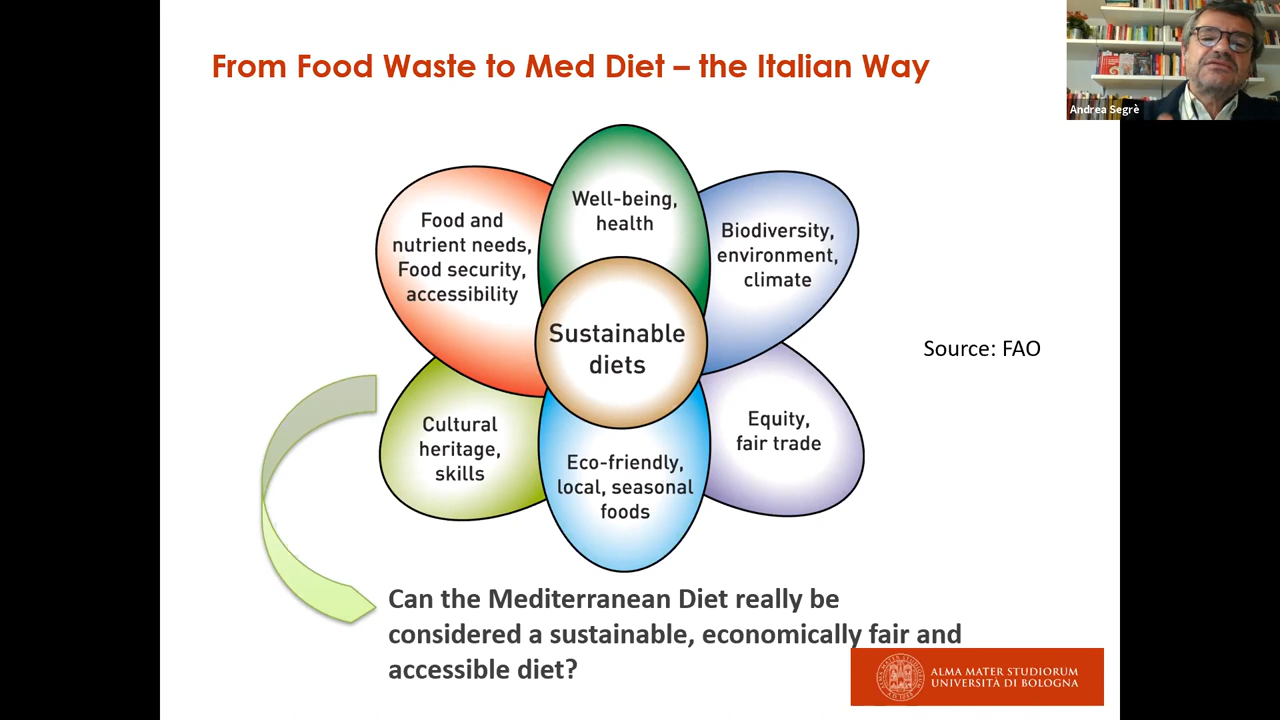 From Food Waste to Med Diet – the Italian Way
Andrea Segrè
Well-being,
health
Food and
nutrient needs,
Food security,
accessibility
Biodiversity,
environment,
climate
Sustainable
diets
Source: FAO
Cultural
heritage,
skills
Eco-friendly,
local, seasonal
foods
Equity,
fair trade
Can the Mediterranean Diet really be
considered a sustainable, economically fair and
accessible diet?
ALMA MATER STUDIORUM
UNIVERSITÀ DI BOLOGNA